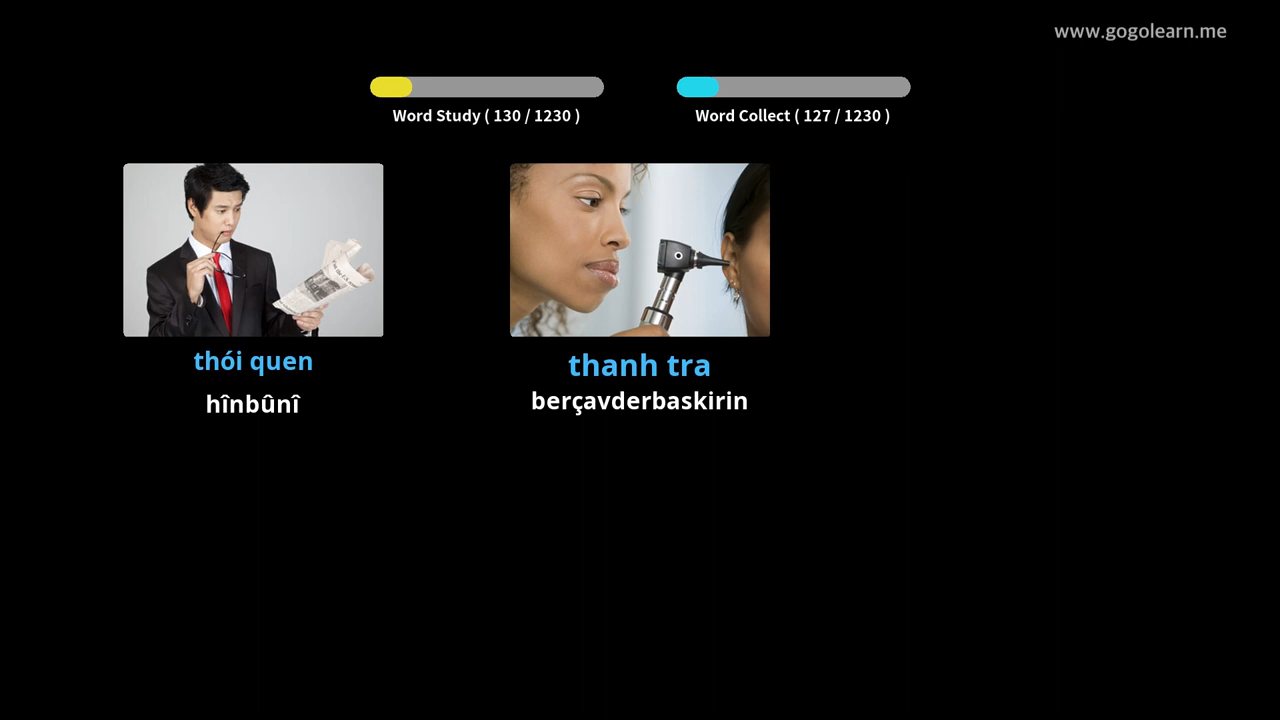 www.gogolearn.me
Word Study ( 130 / 1230 )
Word Collect ( 127 / 1230 )
thói quen
hînbûnî
thanh tra
berçavderbaskirin